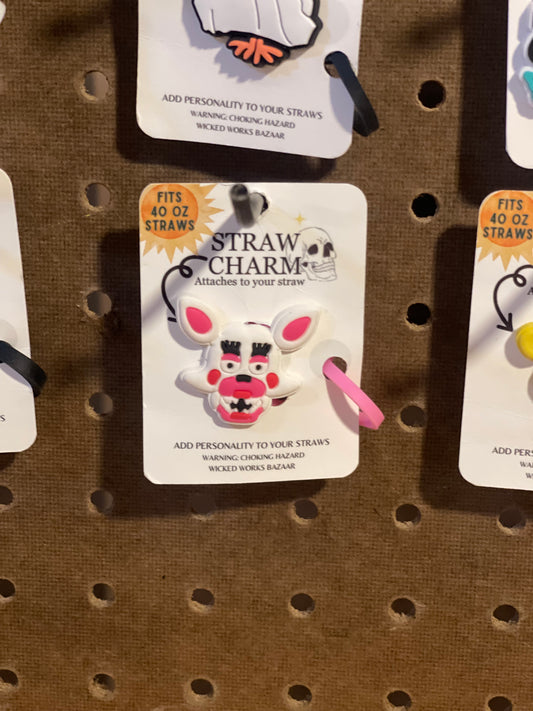 ADD PERSONALITY TO YOUR STRAWS
WARNING: CHOKING HAZARD
WICKED WORKS BAZAAR
FITS
40 OZ
STRAWS
STRAW
CHARM
Attaches to your straw
ADD PERSONALITY TO YOUR STRAWS
WARNING: CHOKING HAZARD
WICKED WORKS BAZAAR
FITS
40 OZ
STRAWS
ADD